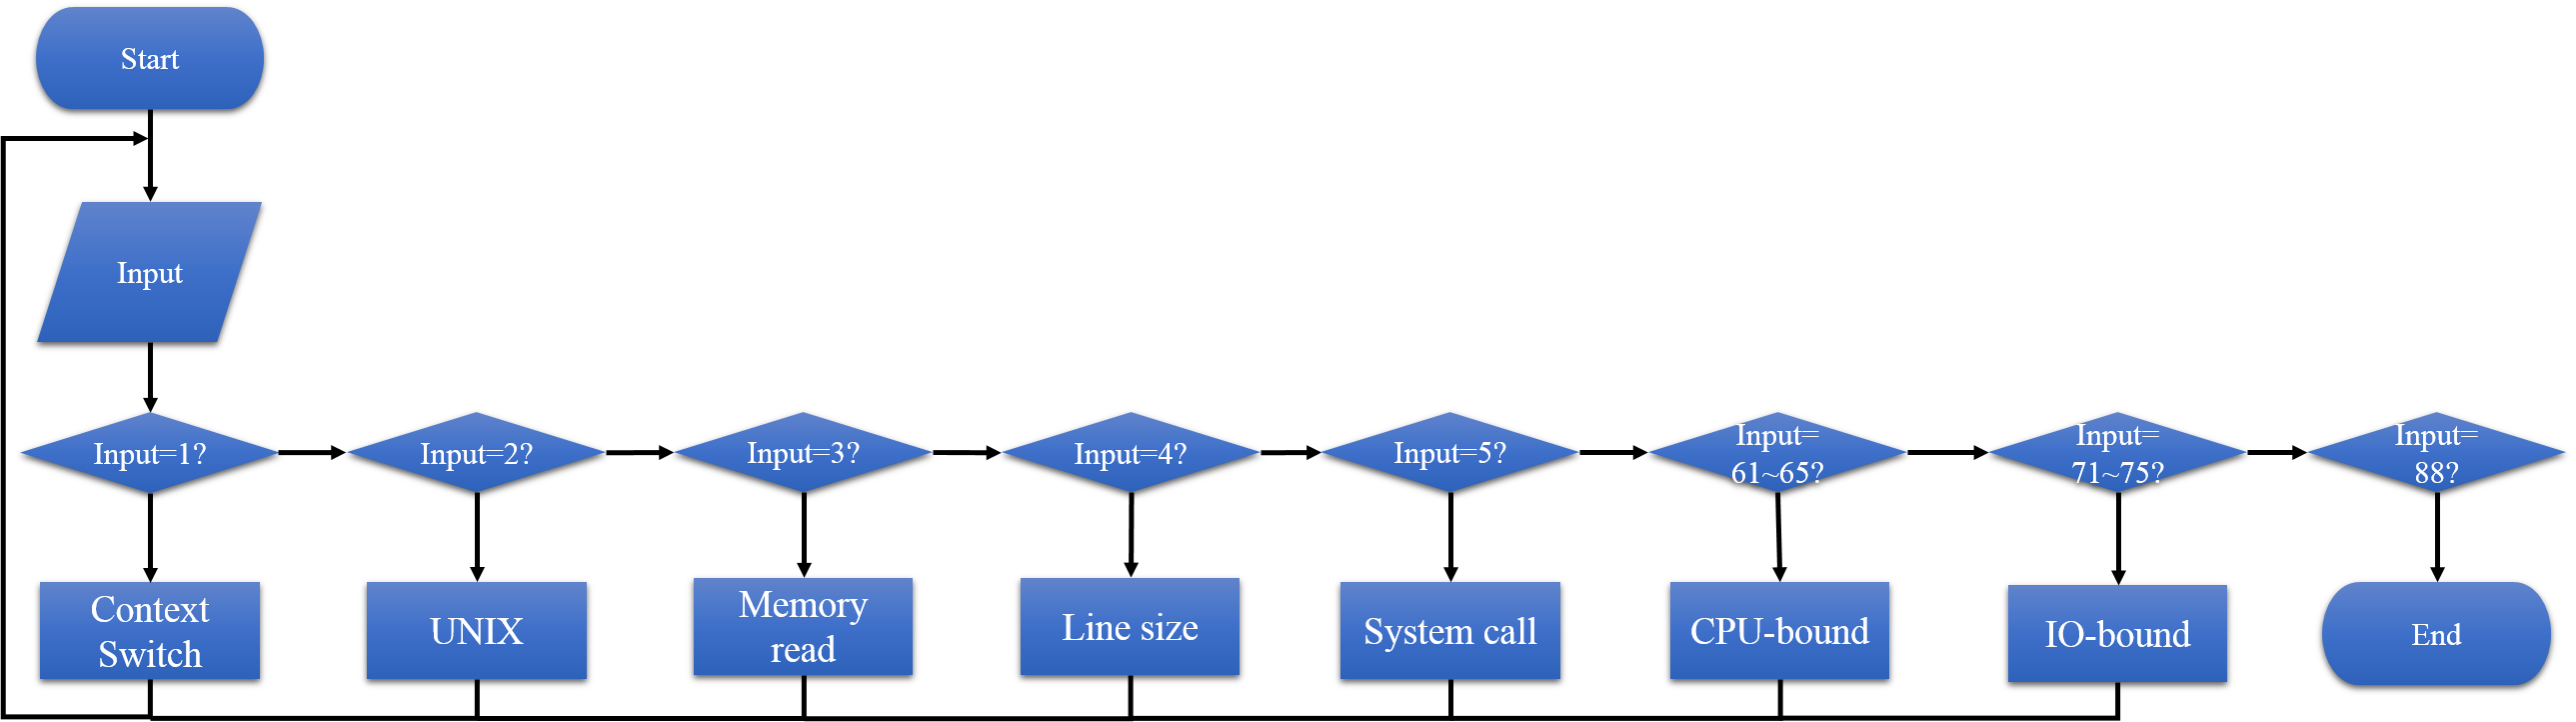 Start
Input
Input=1?
Input=2?
Input=3?
Input=4?
Input=5?
Input=
61~65?
Input=
71~75?
Input=
88?
Context
Switch
UNIX
Memory
read
Line size
System call
CPU-bound
IO-bound
End